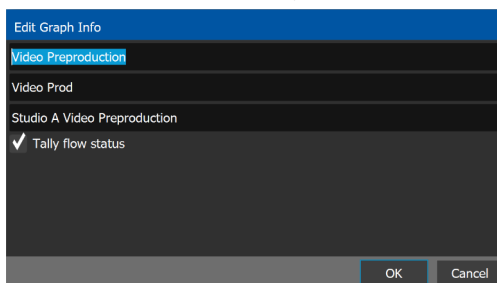 Edit Graph Info
Video Preproduction
Video Prod
Studio A Video Preproduction
Tally flow status
OK Cancel